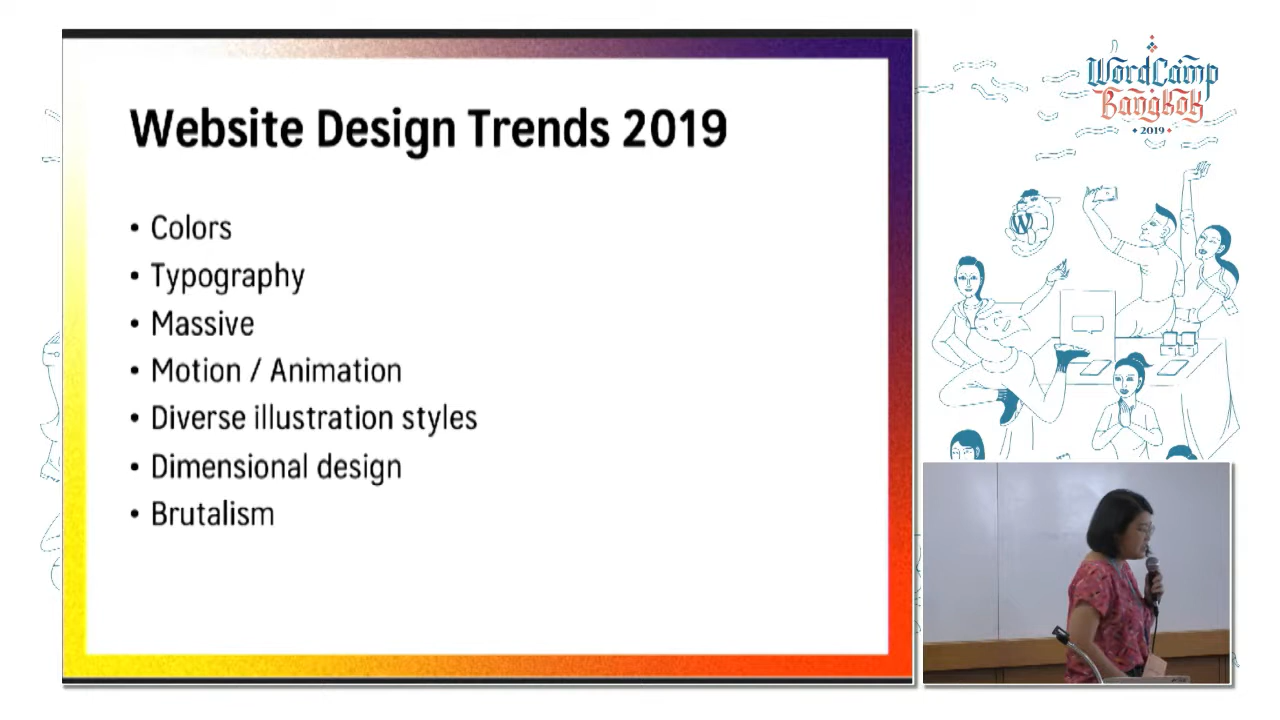 Website Design Trends 2019
• Colors
• Typography
• Massive
• Motion / Animation
• Diverse illustration styles
• Dimensional design
• Brutalism
WordCamp
Bangkok
2019